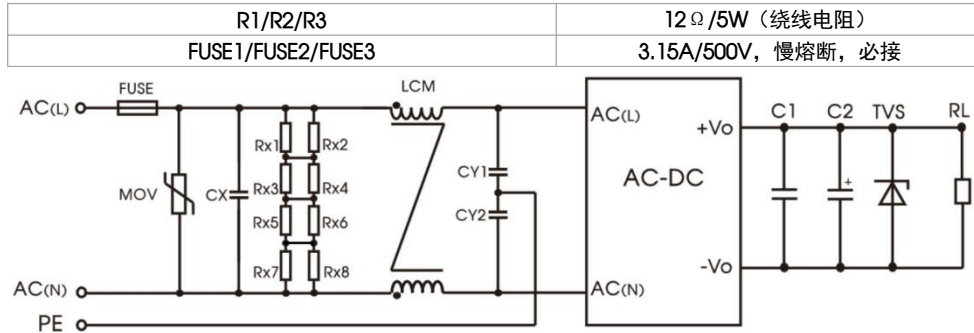 R1/R2/R3 12Ω/5W（绕线电阻）
FUSE1/FUSE2/FUSE3 3.15A/500V，慢熔断，必接
FUSE LCM
AC(L) AC(L) +Vo C1 C2 TVS RL
Rx1 Rx2
MOV CX Rx3 Rx4 CY1 AC-DC +
Rx5 Rx6 CY2
Rx7 Rx8 -Vo
AC(N) AC(N)
PE